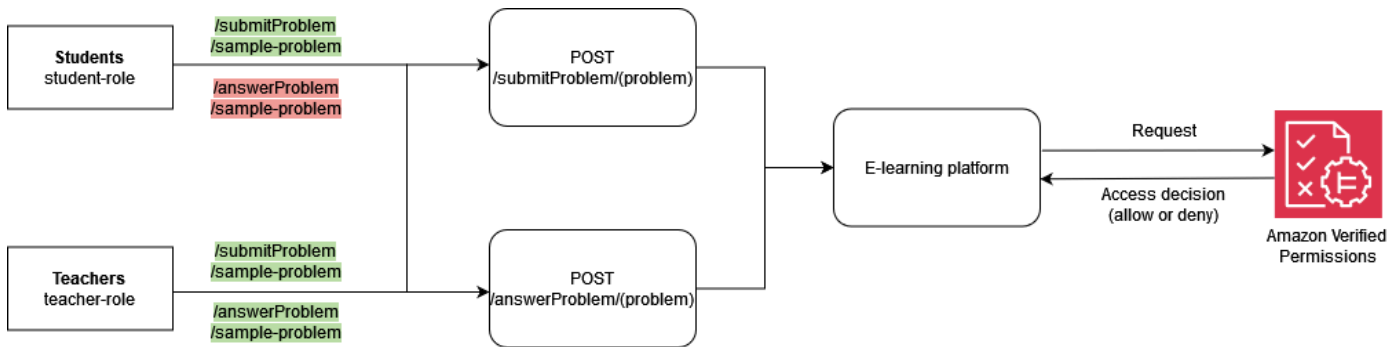 Students
student-role
/submitProblem
/sample-problem
/answerProblem
/sample-problem
POST
/submitProblem/(problem)
Teachers
teacher-role
/submitProblem
/sample-problem
/answerProblem
/sample-problem
POST
/answerProblem/(problem)
E-learning platform
Request
Access decision
(allow or deny)
Amazon Verified
Permissions